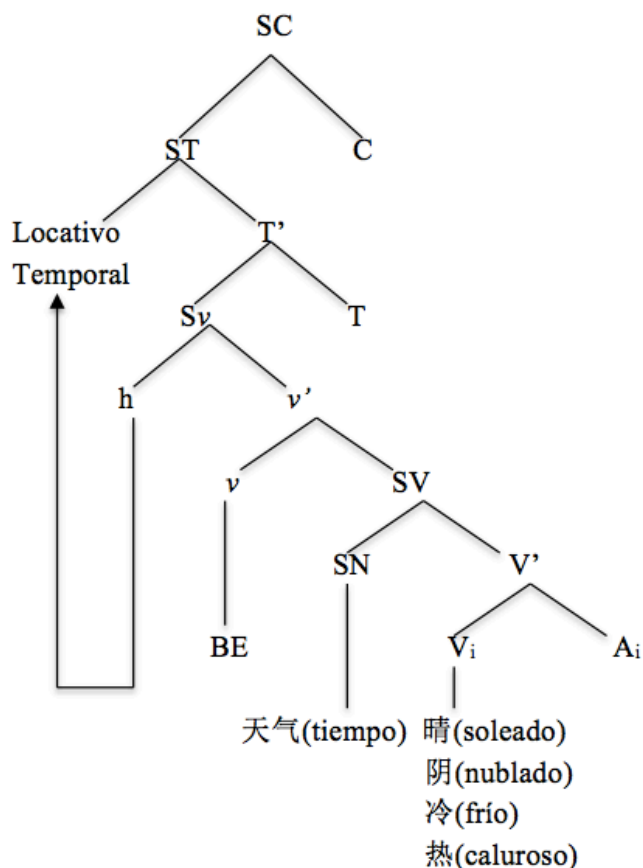 SC
ST C
Locativo T’
Temporal
Sv T
h v’
v SV
SN V’
BE Vi Ai
天气(tiempo) 晴(soleado)
阴(nublado)
冷(frío)
热(caluroso)